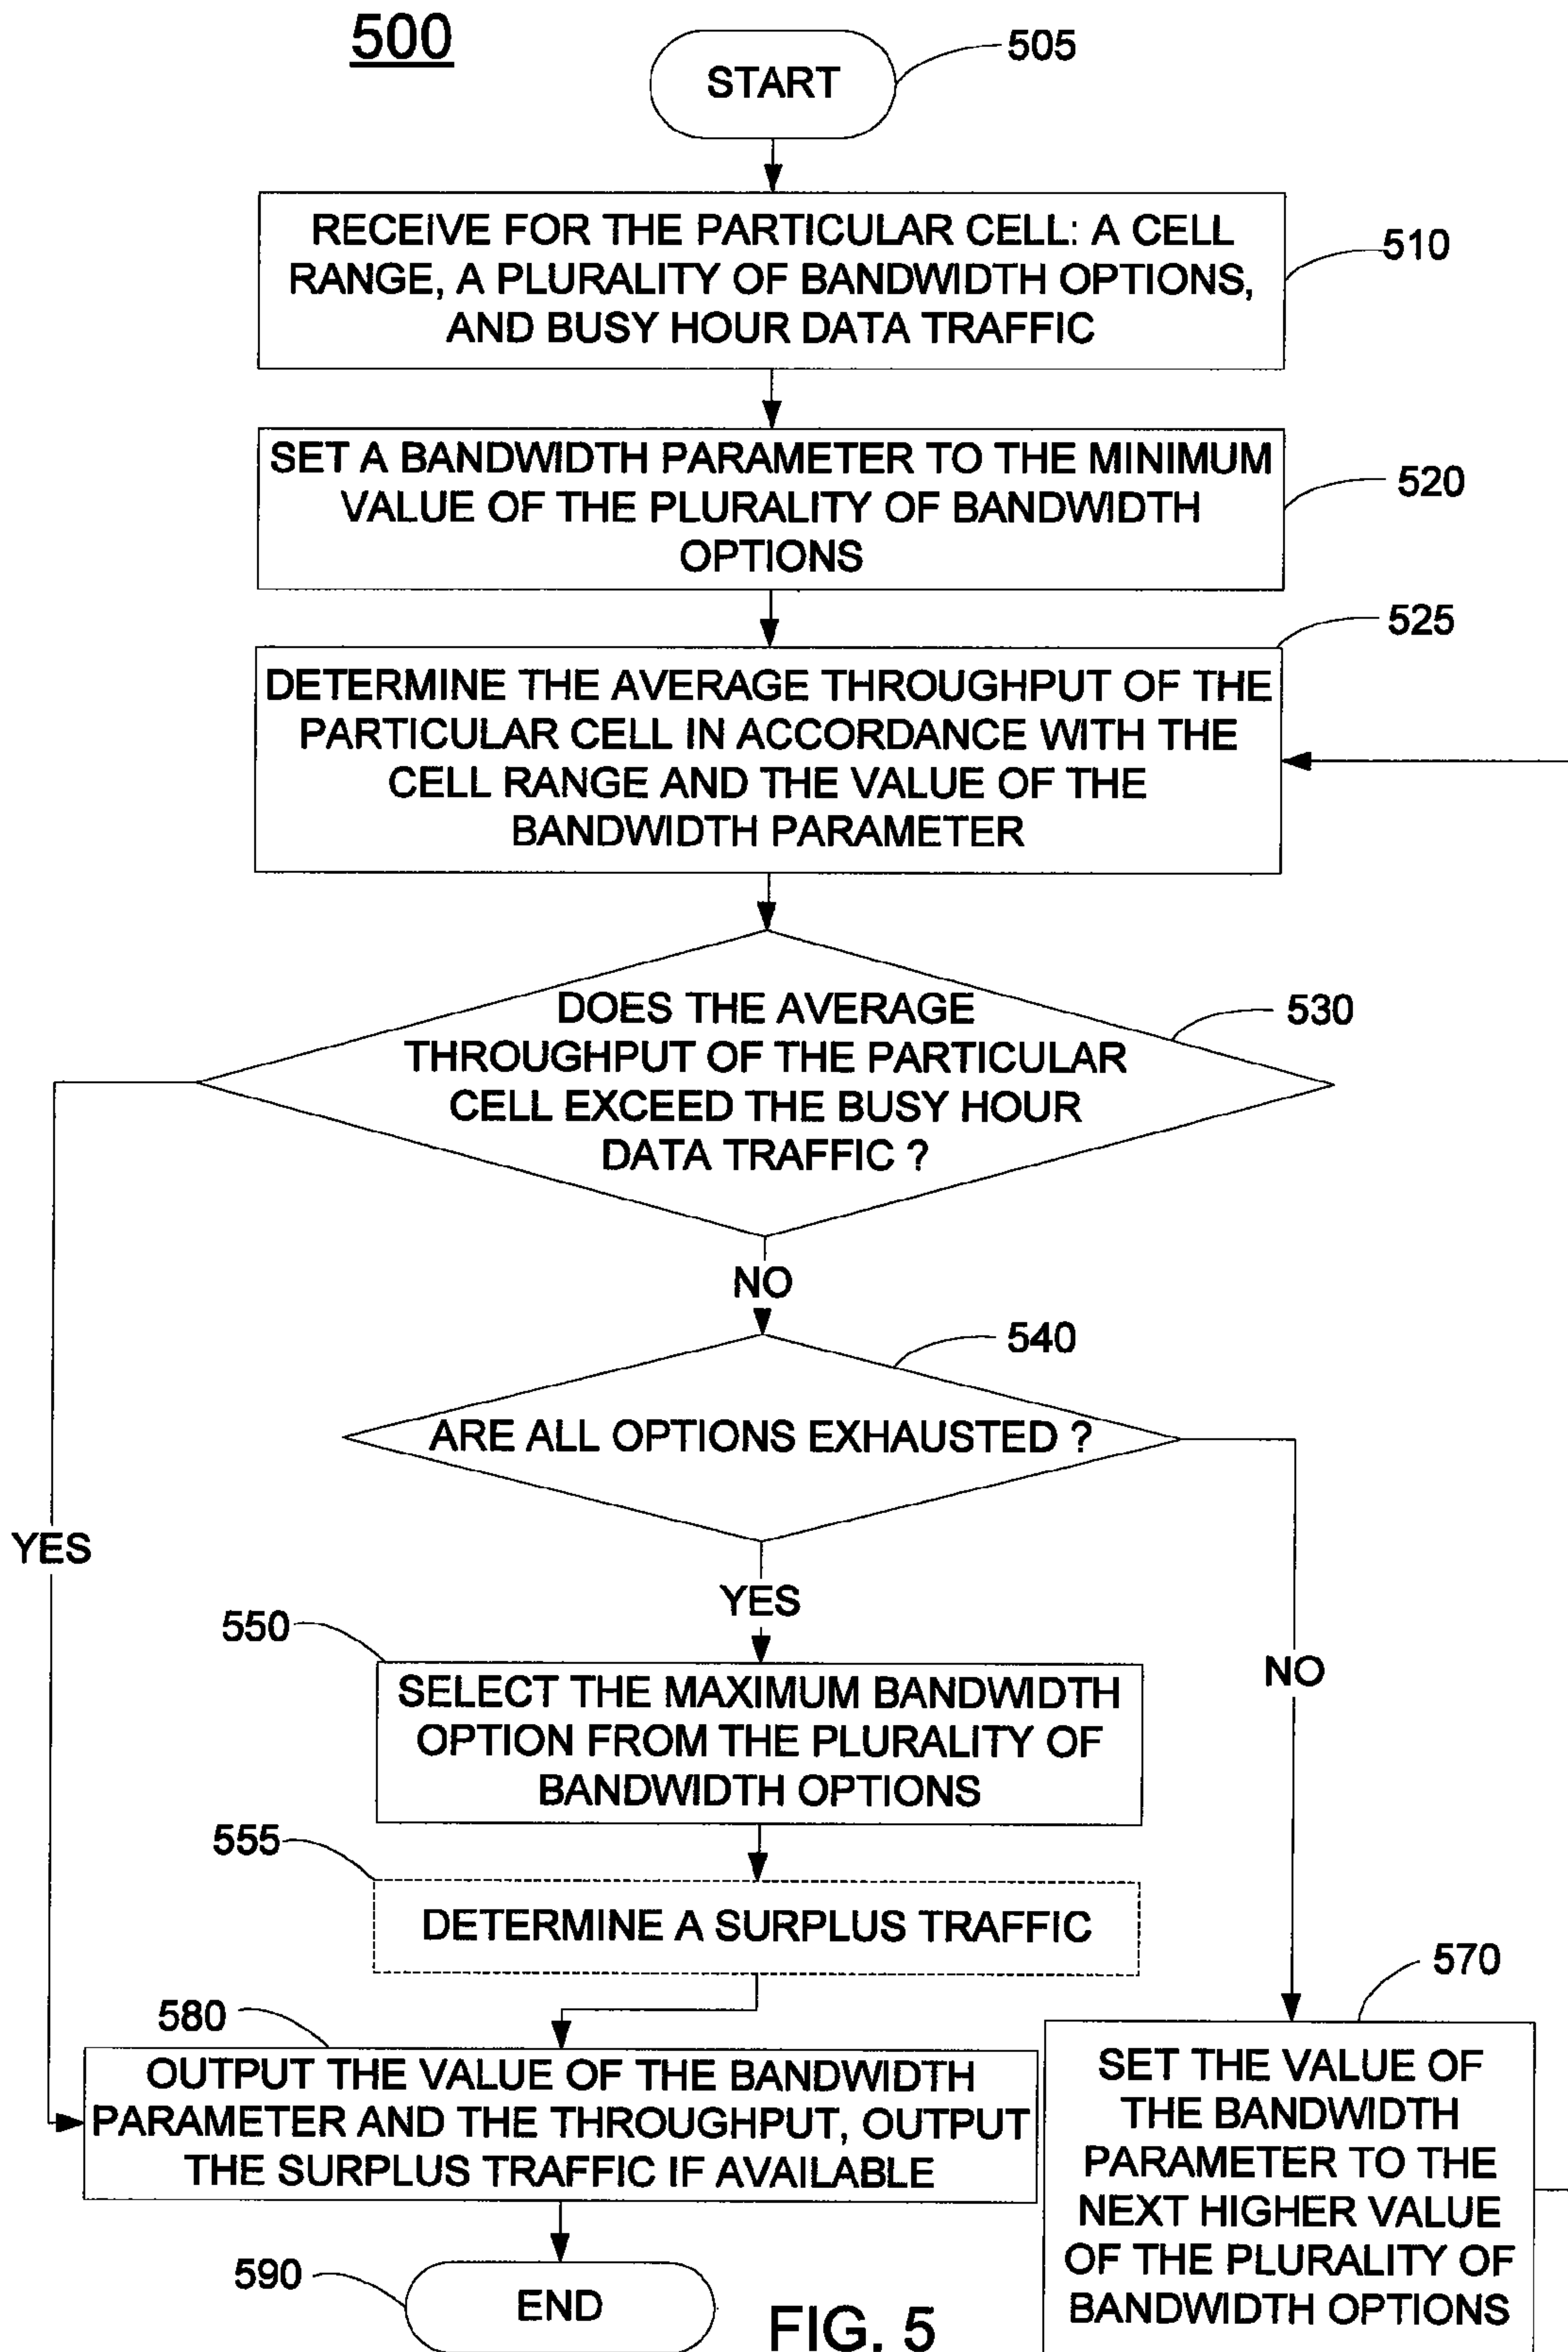 500
START
505
RECEIVE FOR THE PARTICULAR CELL: A CELL
RANGE, A PLURALITY OF BANDWIDTH OPTIONS,
AND BUSY HOUR DATA TRAFFIC
510
SET A BANDWIDTH PARAMETER TO THE MINIMUM
VALUE OF THE PLURALITY OF BANDWIDTH
OPTIONS
520
525
DETERMINE THE AVERAGE THROUGHPUT OF THE
PARTICULAR CELL IN ACCORDANCE WITH THE
CELL RANGE AND THE VALUE OF THE
BANDWIDTH PARAMETER
DOES THE AVERAGE
THROUGHPUT OF THE PARTICULAR
CELL EXCEED THE BUSY HOUR
DATA TRAFFIC ?
530
NO
540
ARE ALL OPTIONS EXHAUSTED ?
YES
YES
NO
550
SELECT THE MAXIMUM BANDWIDTH
OPTION FROM THE PLURALITY OF
BANDWIDTH OPTIONS
555
DETERMINE A SURPLUS TRAFFIC
570
580
OUTPUT THE VALUE OF THE BANDWIDTH
PARAMETER AND THE THROUGHPUT, OUTPUT
THE SURPLUS TRAFFIC IF AVAILABLE
SET THE VALUE OF
THE BANDWIDTH
PARAMETER TO THE
NEXT HIGHER VALUE
OF THE PLURALITY OF
BANDWIDTH OPTIONS
590
END
FIG. 5